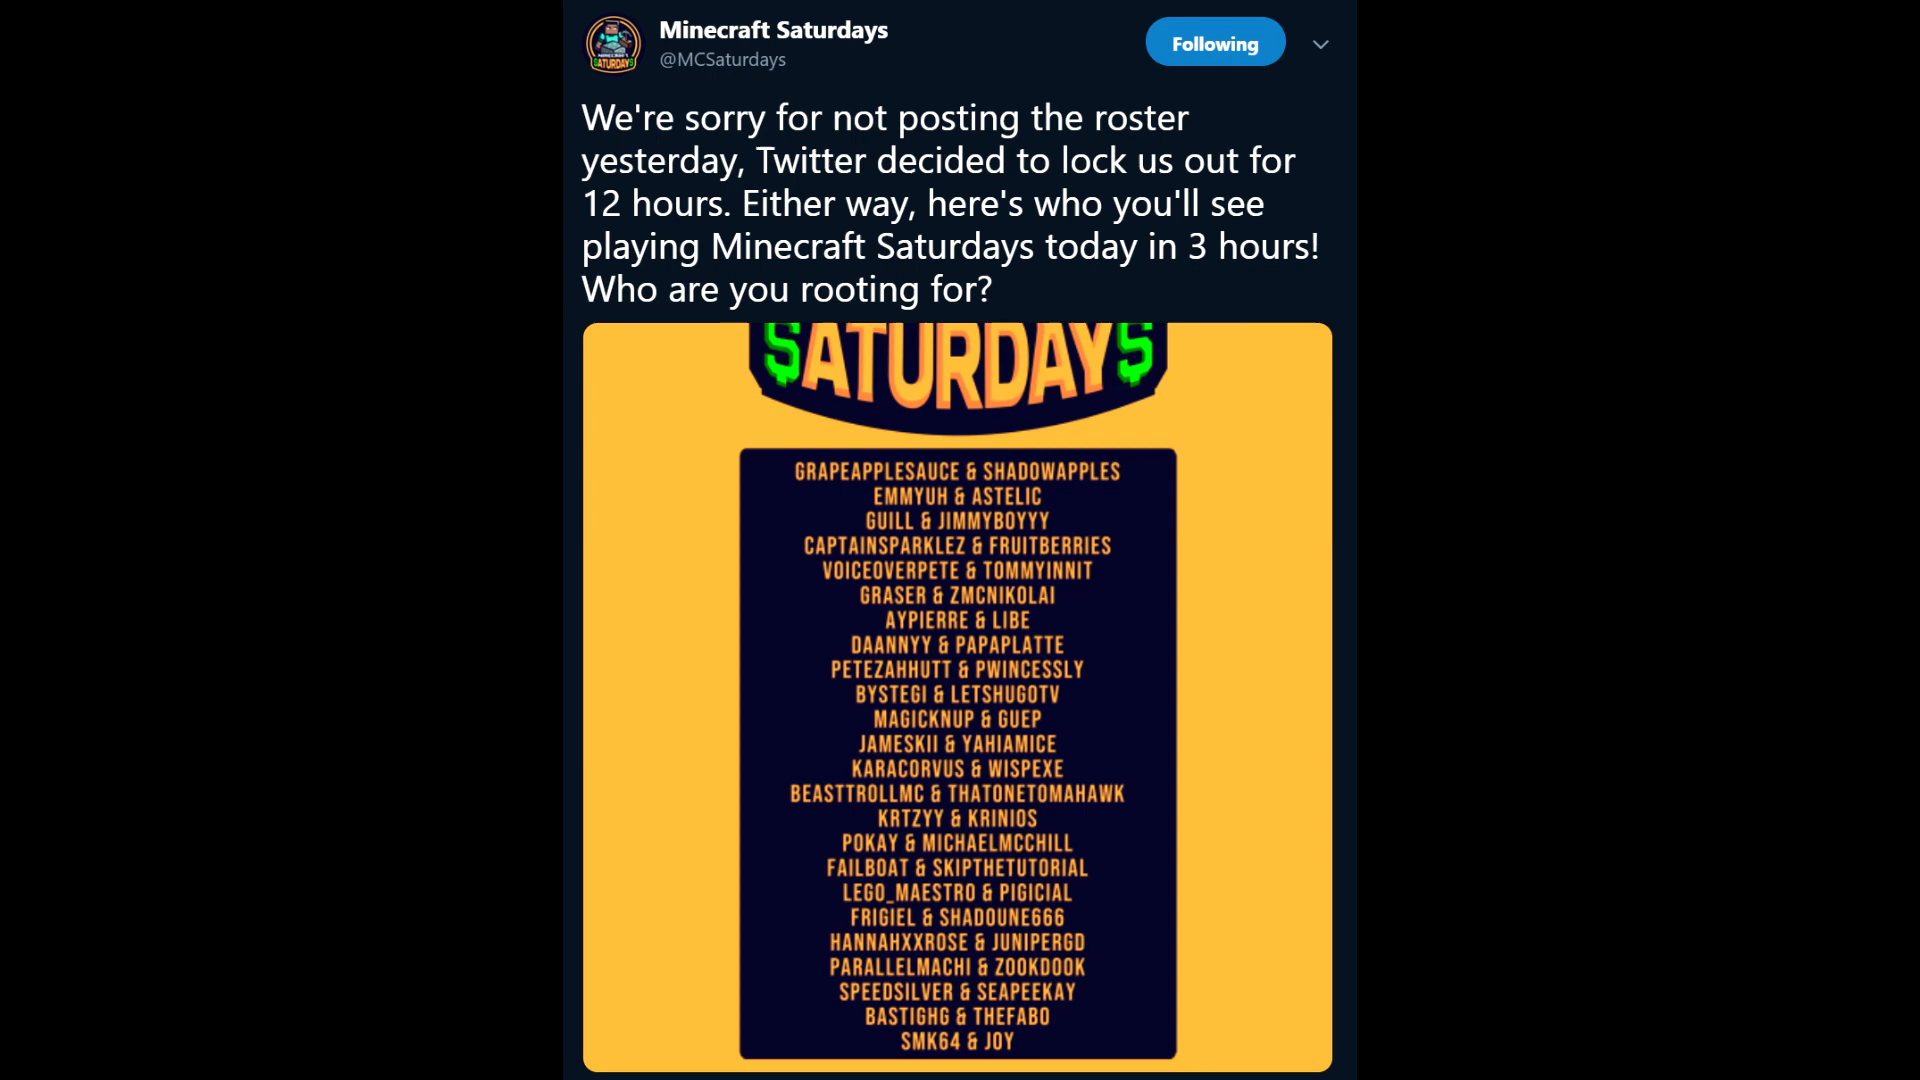 Minecraft Saturdays
@MCSaturdays
Following
MINECRAFT
$ATURDAY$
We're sorry for not posting the roster
yesterday, Twitter decided to lock us out for
12 hours. Either way, here's who you'll see
playing Minecraft Saturdays today in 3 hours!
Who are you rooting for?
$ATURDAY$
GRAPEAPPLESAUCE & SHADOWAPPLES
EMMYUH & ASTELIC
GUILL & JIMMYBOYYY
CAPTAINSPARKLEZ & FRUITBERRIES
VOICEOVERPETE & TOMMYINNIT
GRASER & ZMCNIKOLAI
AYPIERRE & LIBE
DAANNYY & PAPAPLATTE
PETEZAHHUTT & PWINCESSLY
BYSTEGI & LETSHUGOTV
MAGICKNUP & GUEP
JAMESKII & YAHIAMICE
KARACORVUS & WISPEXE
BEASTTROLLMC & THATONETOMAHAWK
KRTZYY & KRINIOS
POKAY & MICHAELMCCHILL
FAILBOAT & SKIPTHETUTORIAL
LEGO_MAESTRO & PIGICIAL
FRIGIEL & SHADOUNE666
HANNAHXXROSE & JUNIPERGD
PARALLELMACHI & ZOOKDOOK
SPEEDSILVER & SEAPEEKAY
BASTIGHG & THEFABO
SMK64 & JOY